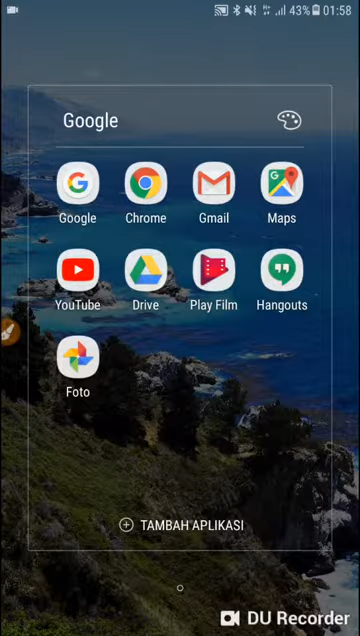 43% 01:58
Google
Google Chrome Gmail Maps
YouTube Drive Play Film Hangouts
Foto
TAMBAH APLIKASI
DU Recorder